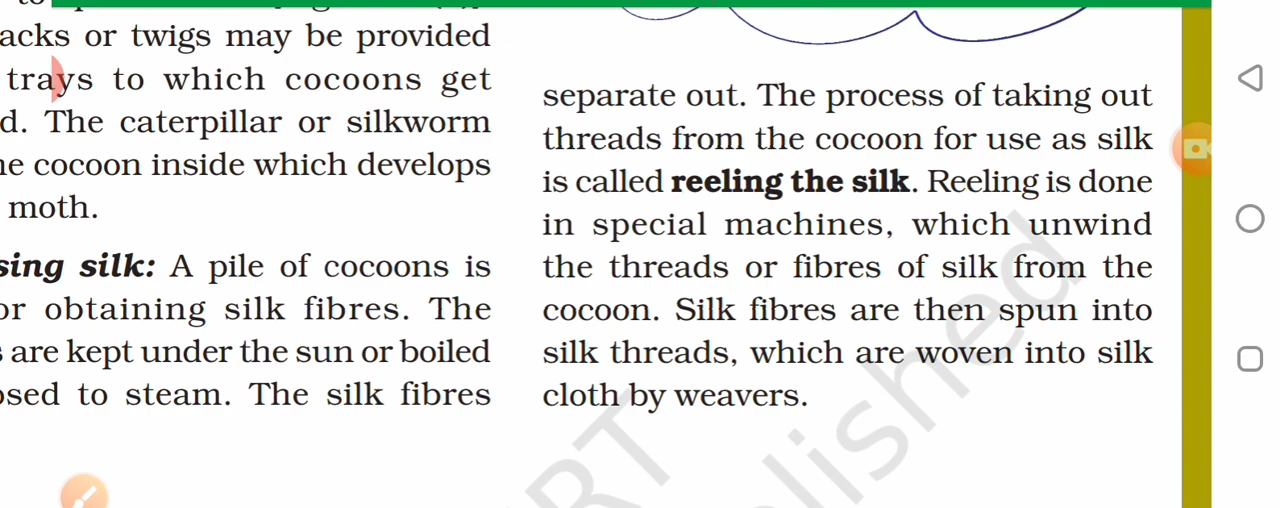 acks or twigs may be provided
trays to which cocoons get
d. The caterpillar or silkworm
he cocoon inside which develops
moth.
sing silk: A pile of cocoons is
or obtaining silk fibres. The
are kept under the sun or boiled
osed to steam. The silk fibres
separate out. The process of taking out
threads from the cocoon for use as silk
is called reeling the silk. Reeling is done
in special machines, which unwind
the threads or fibres of silk from the
cocoon. Silk fibres are then spun into
silk threads, which are woven into silk
cloth by weavers.
RT
lished